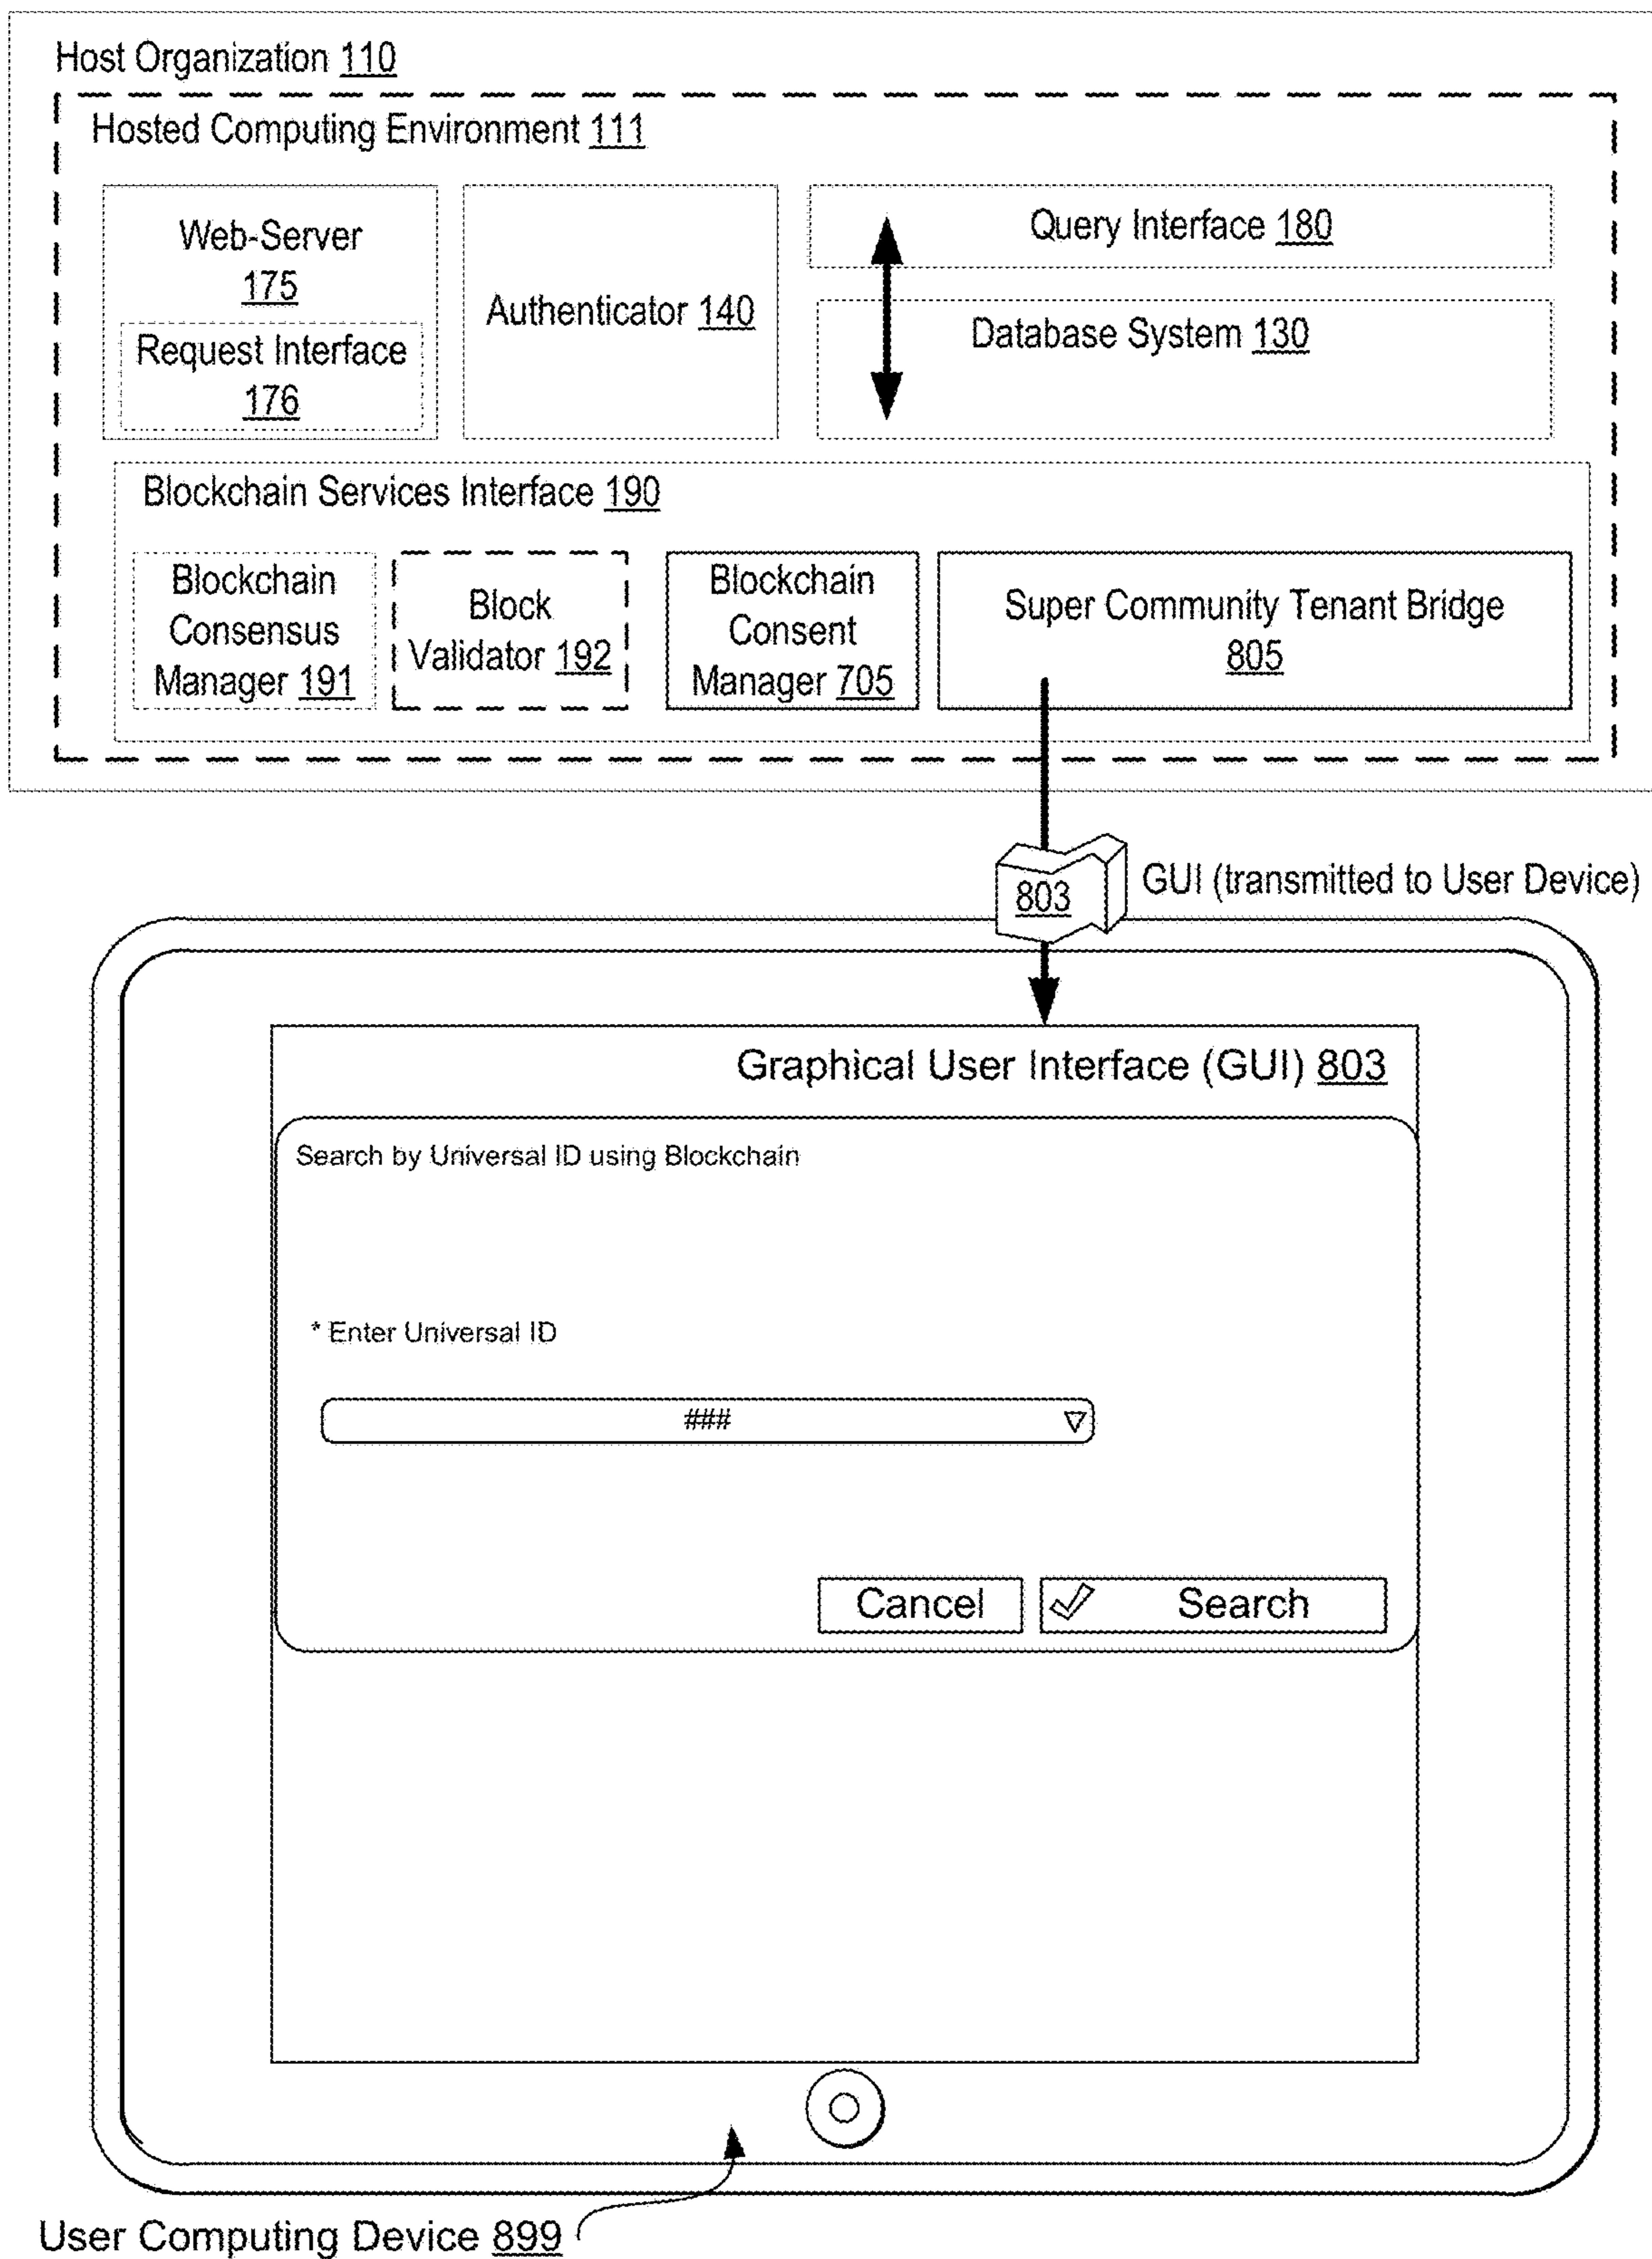 Host Organization 110
Hosted Computing Environment 111
Web-Server
175
Request Interface
176
Authenticator 140
Query Interface 180
Database System 130
Blockchain Services Interface 190
Blockchain
Consensus
Manager 191
Block
Validator 192
Blockchain
Consent
Manager 705
Super Community Tenant Bridge
805
803
GUI (transmitted to User Device)
Graphical User Interface (GUI) 803
Search by Universal ID using Blockchain
* Enter Universal ID
###
Cancel
Search
User Computing Device 899